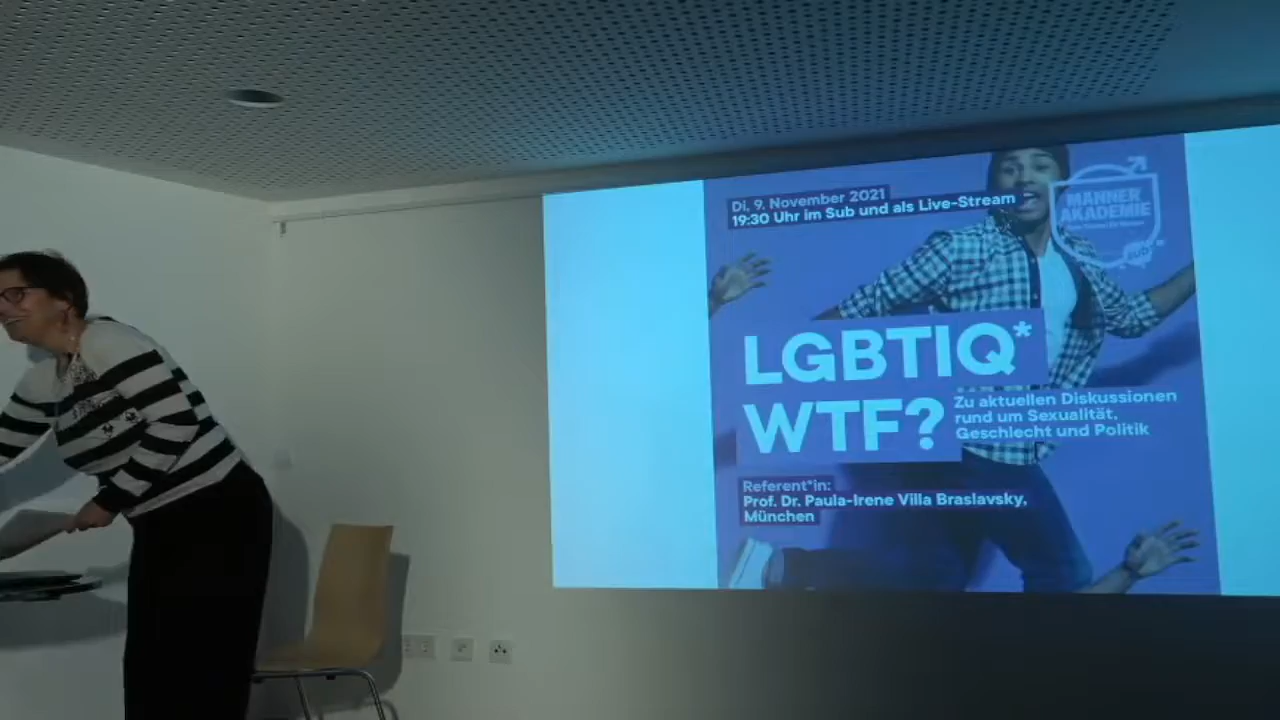 Di. 9. November 2021
19:30 Uhr im Sub und als Live-Stream
MÄNNER
AKADEMIE
SUB
LGBTIQ*
WTF?
Zu aktuellen Diskussionen
rund um Sexualität,
Geschlecht und Politik
Referent*in:
Prof. Dr. Paula-Irene Villa Braslavsky,
München